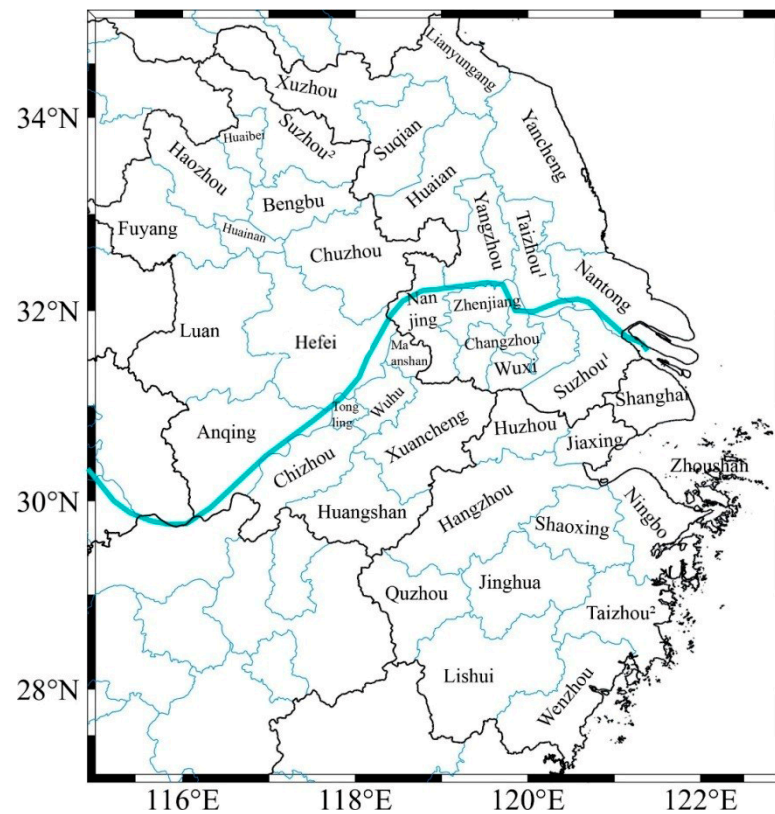 Lianyungang
Xuzhou
34°N
Huaibei
Suzhou²
Suqian
Yancheng
Haozhou
Huaian
Bengbu
Yangzhou
Taizhou¹
Fuyang
Huainan
Chuzhou
Nantong
32°N
Nan
jing
Zhenjiang
Luan
Hefei
Ma
anshan
Changzhou
Wuxi
Suzhou¹
Tong
ling
Wuhu
Shanghai
Anqing
Xuancheng
Huzhou
Jiaxing
Chizhou
Zhoushan
30°N
Huangshan
Hangzhou
Shaoxing
Ningbo
Quzhou
Jinghua
Taizhou²
Lishui
28°N
Wenzhou
116°E
118°E
120°E
122°E